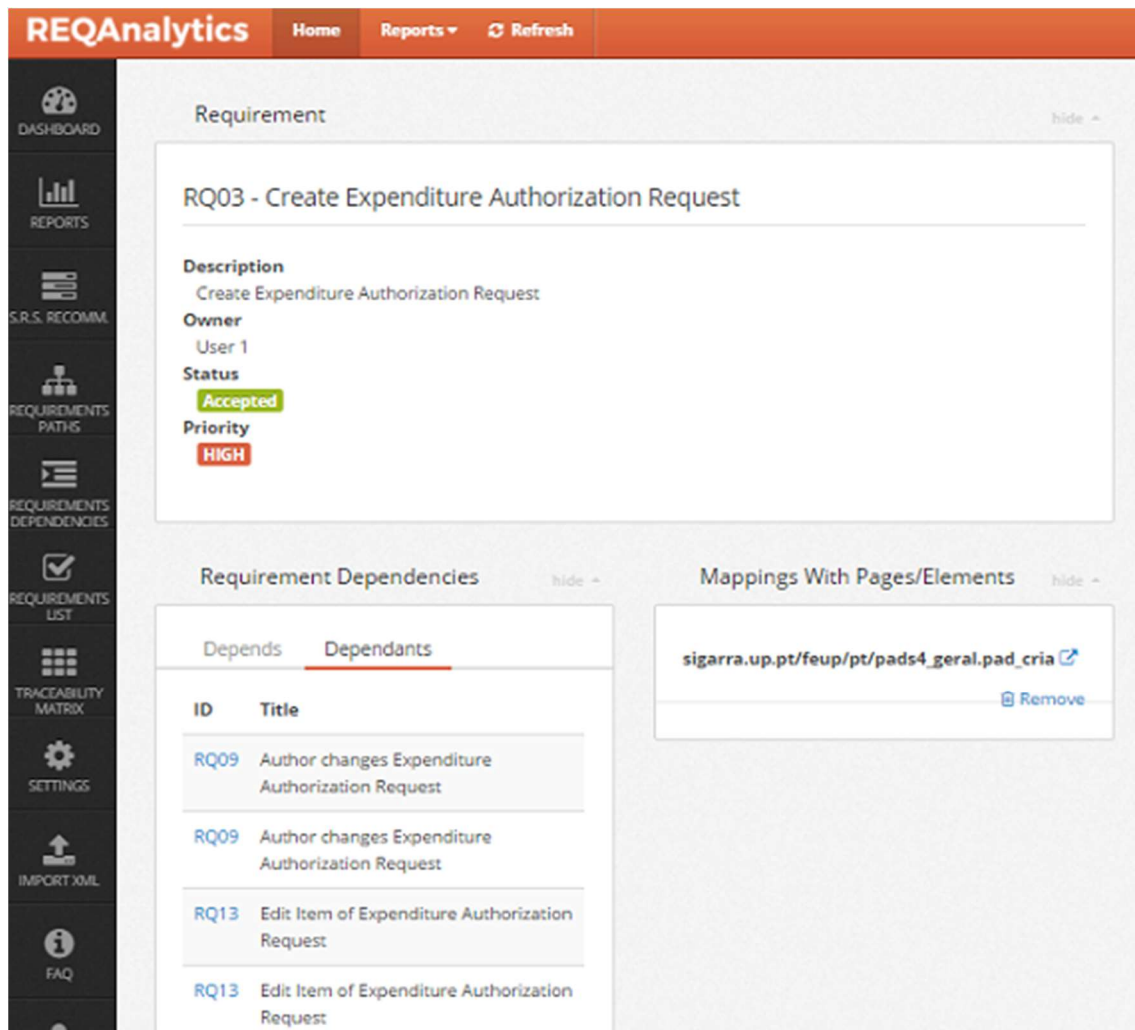 REQAnalytics
Home
Reports
Refresh
DASHBOARD
REPORTS
S.R.S. RECOMM.
REQUIREMENTS
PATHS
REQUIREMENTS
DEPENDENCIES
REQUIREMENTS
LIST
TRACEABILITY
MATRIX
SETTINGS
IMPORT XML
FAQ
Requirement
hide
RQ03 - Create Expenditure Authorization Request
Description
Create Expenditure Authorization Request
Owner
User 1
Status
Accepted
Priority
HIGH
Requirement Dependencies
hide
Depends
Dependants
ID Title
RQ09 Author changes Expenditure
Authorization Request
RQ09 Author changes Expenditure
Authorization Request
RQ13 Edit Item of Expenditure Authorization
Request
RQ13 Edit Item of Expenditure Authorization
Request
Mappings With Pages/Elements
hide
sigarra.up.pt/feup/pt/pads4_geral.pad_cria
Remove